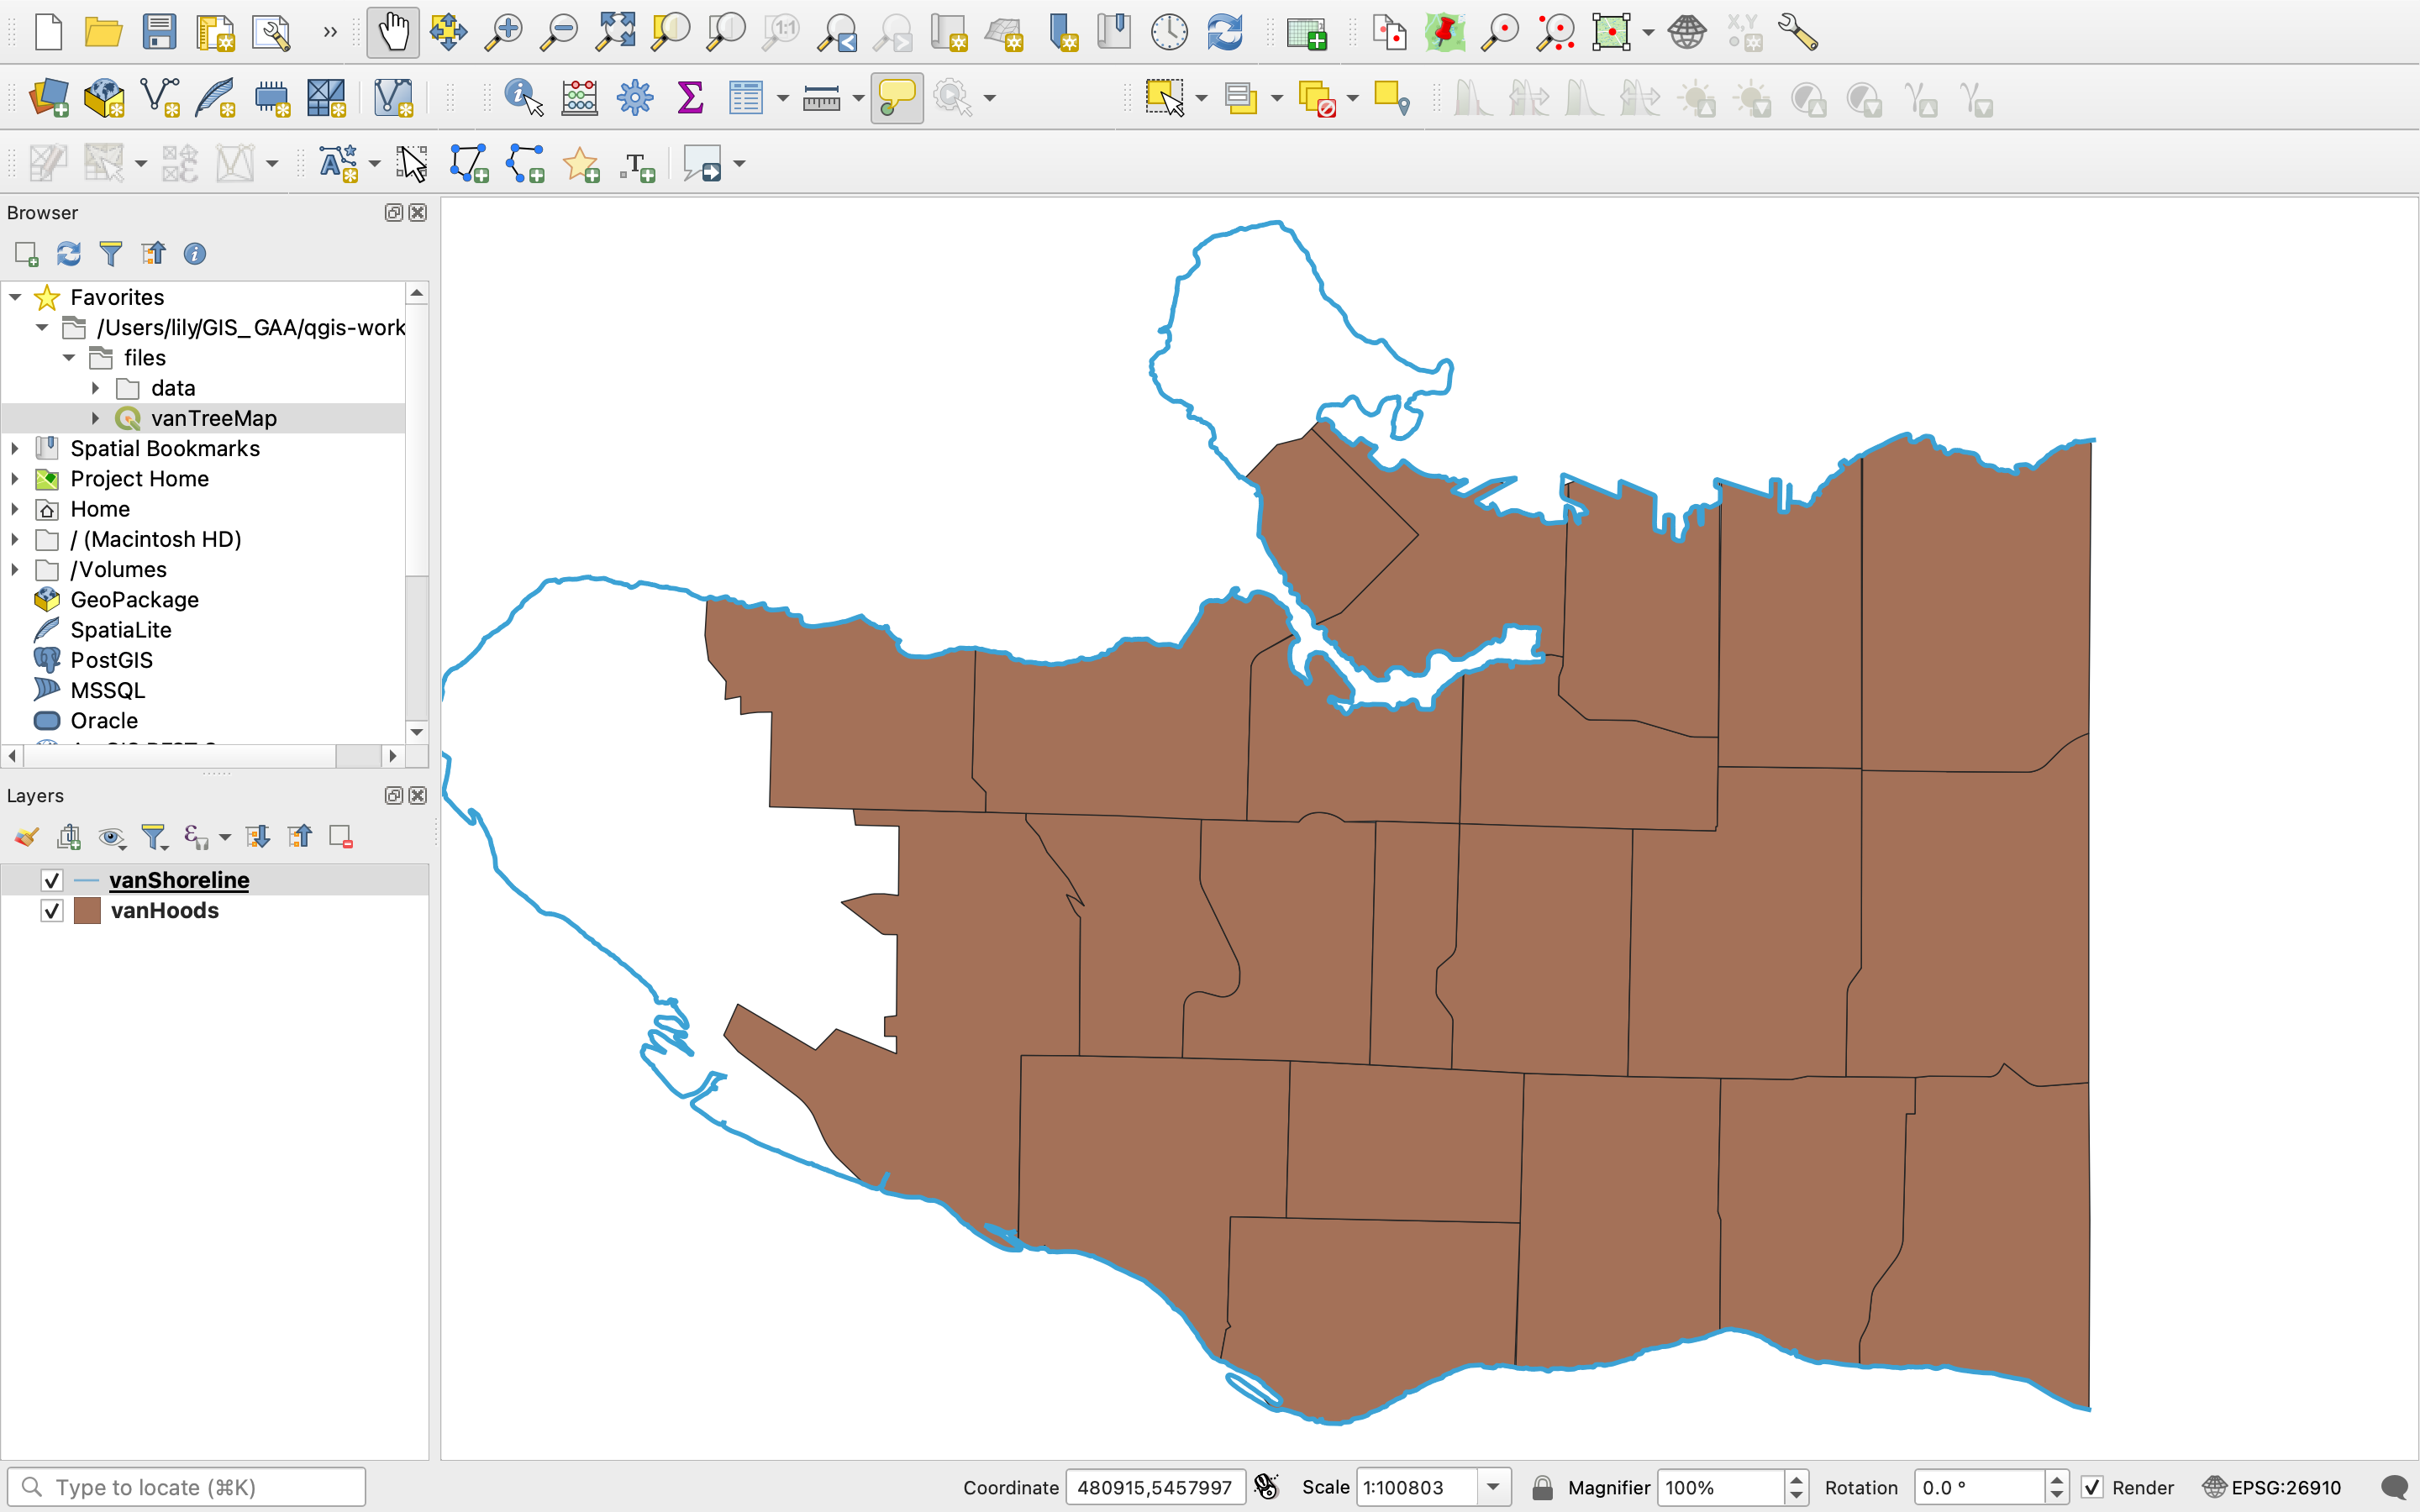 1:1
X,Y
Σ
T
Browser
Favorites
/Users/lily/GIS_GAA/qgis-work
files
data
vanTreeMap
Spatial Bookmarks
Project Home
Home
/ (Macintosh HD)
/Volumes
GeoPackage
SpatiaLite
PostGIS
MSSQL
Oracle
Layers
vanShoreline
vanHoods
Type to locate (⌘K)
Coordinate 480915,5457997 Scale 1:100803 Magnifier 100% Rotation 0.0 ° Render EPSG:26910